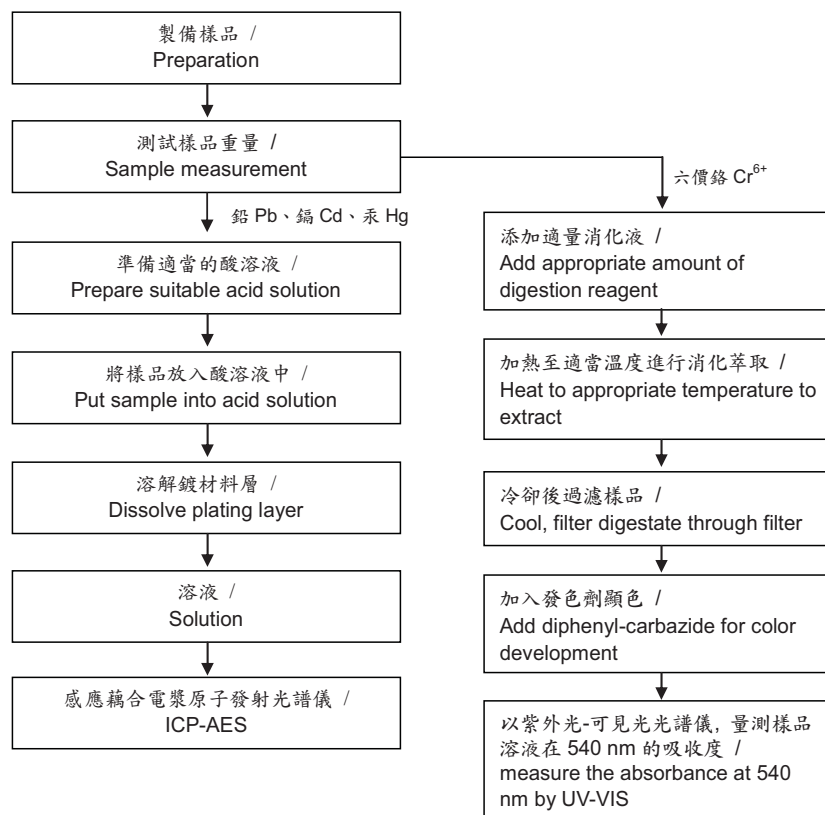 製備樣品 /
Preparation
測試樣品重量 /
Sample measurement
鉛 Pb、鎘 Cd、汞 Hg
準備適當的酸溶液 /
Prepare suitable acid solution
將樣品放入酸溶液中 /
Put sample into acid solution
溶解鍍材料層 /
Dissolve plating layer
溶液 /
Solution
感應藕合電漿原子發射光譜儀 /
ICP-AES
六價鉻 Cr⁶⁺
添加適量消化液 /
Add appropriate amount of
digestion reagent
加熱至適當溫度進行消化萃取 /
Heat to appropriate temperature to
extract
冷卻後過濾樣品 /
Cool, filter digestate through filter
加入發色劑顯色 /
Add diphenyl-carbazide for color
development
以紫外光-可見光光譜儀, 量測樣品
溶液在 540 nm 的吸收度 /
measure the absorbance at 540
nm by UV-VIS